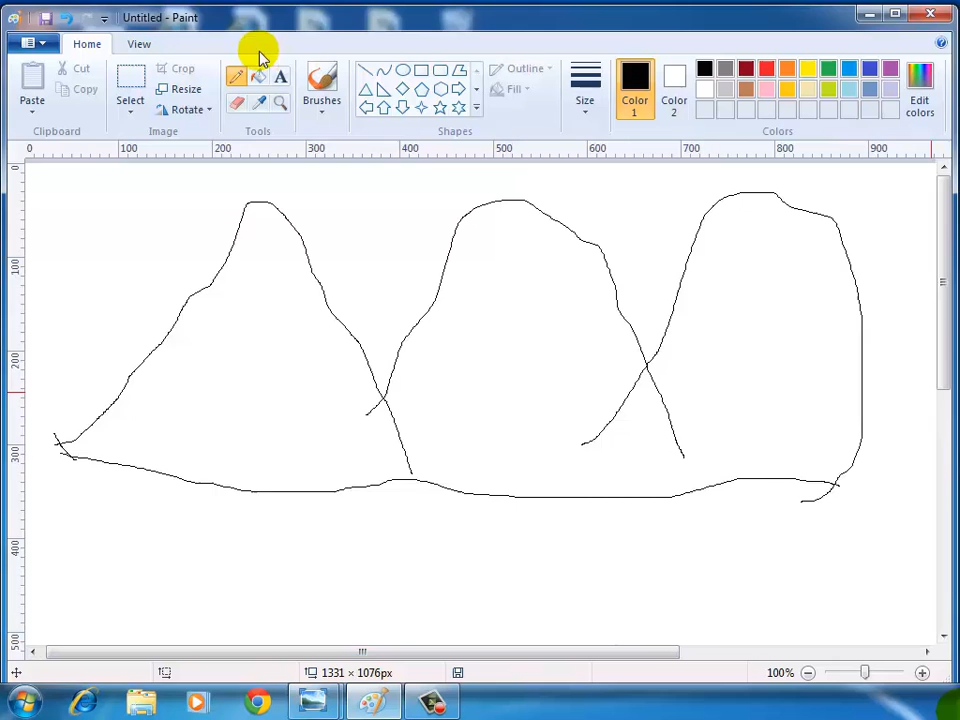 Untitled - Paint
Home View
Paste
Cut
Copy
Clipboard
Select
Crop
Resize
Rotate
Image
A
Tools
Brushes
Outline
Fill
Shapes
Size
Color 1
Color 2
Edit colors
Colors
0 100 200 300 400 500 600 700 800 900
0
100
200
300
400
500
1331 × 1076px
100%